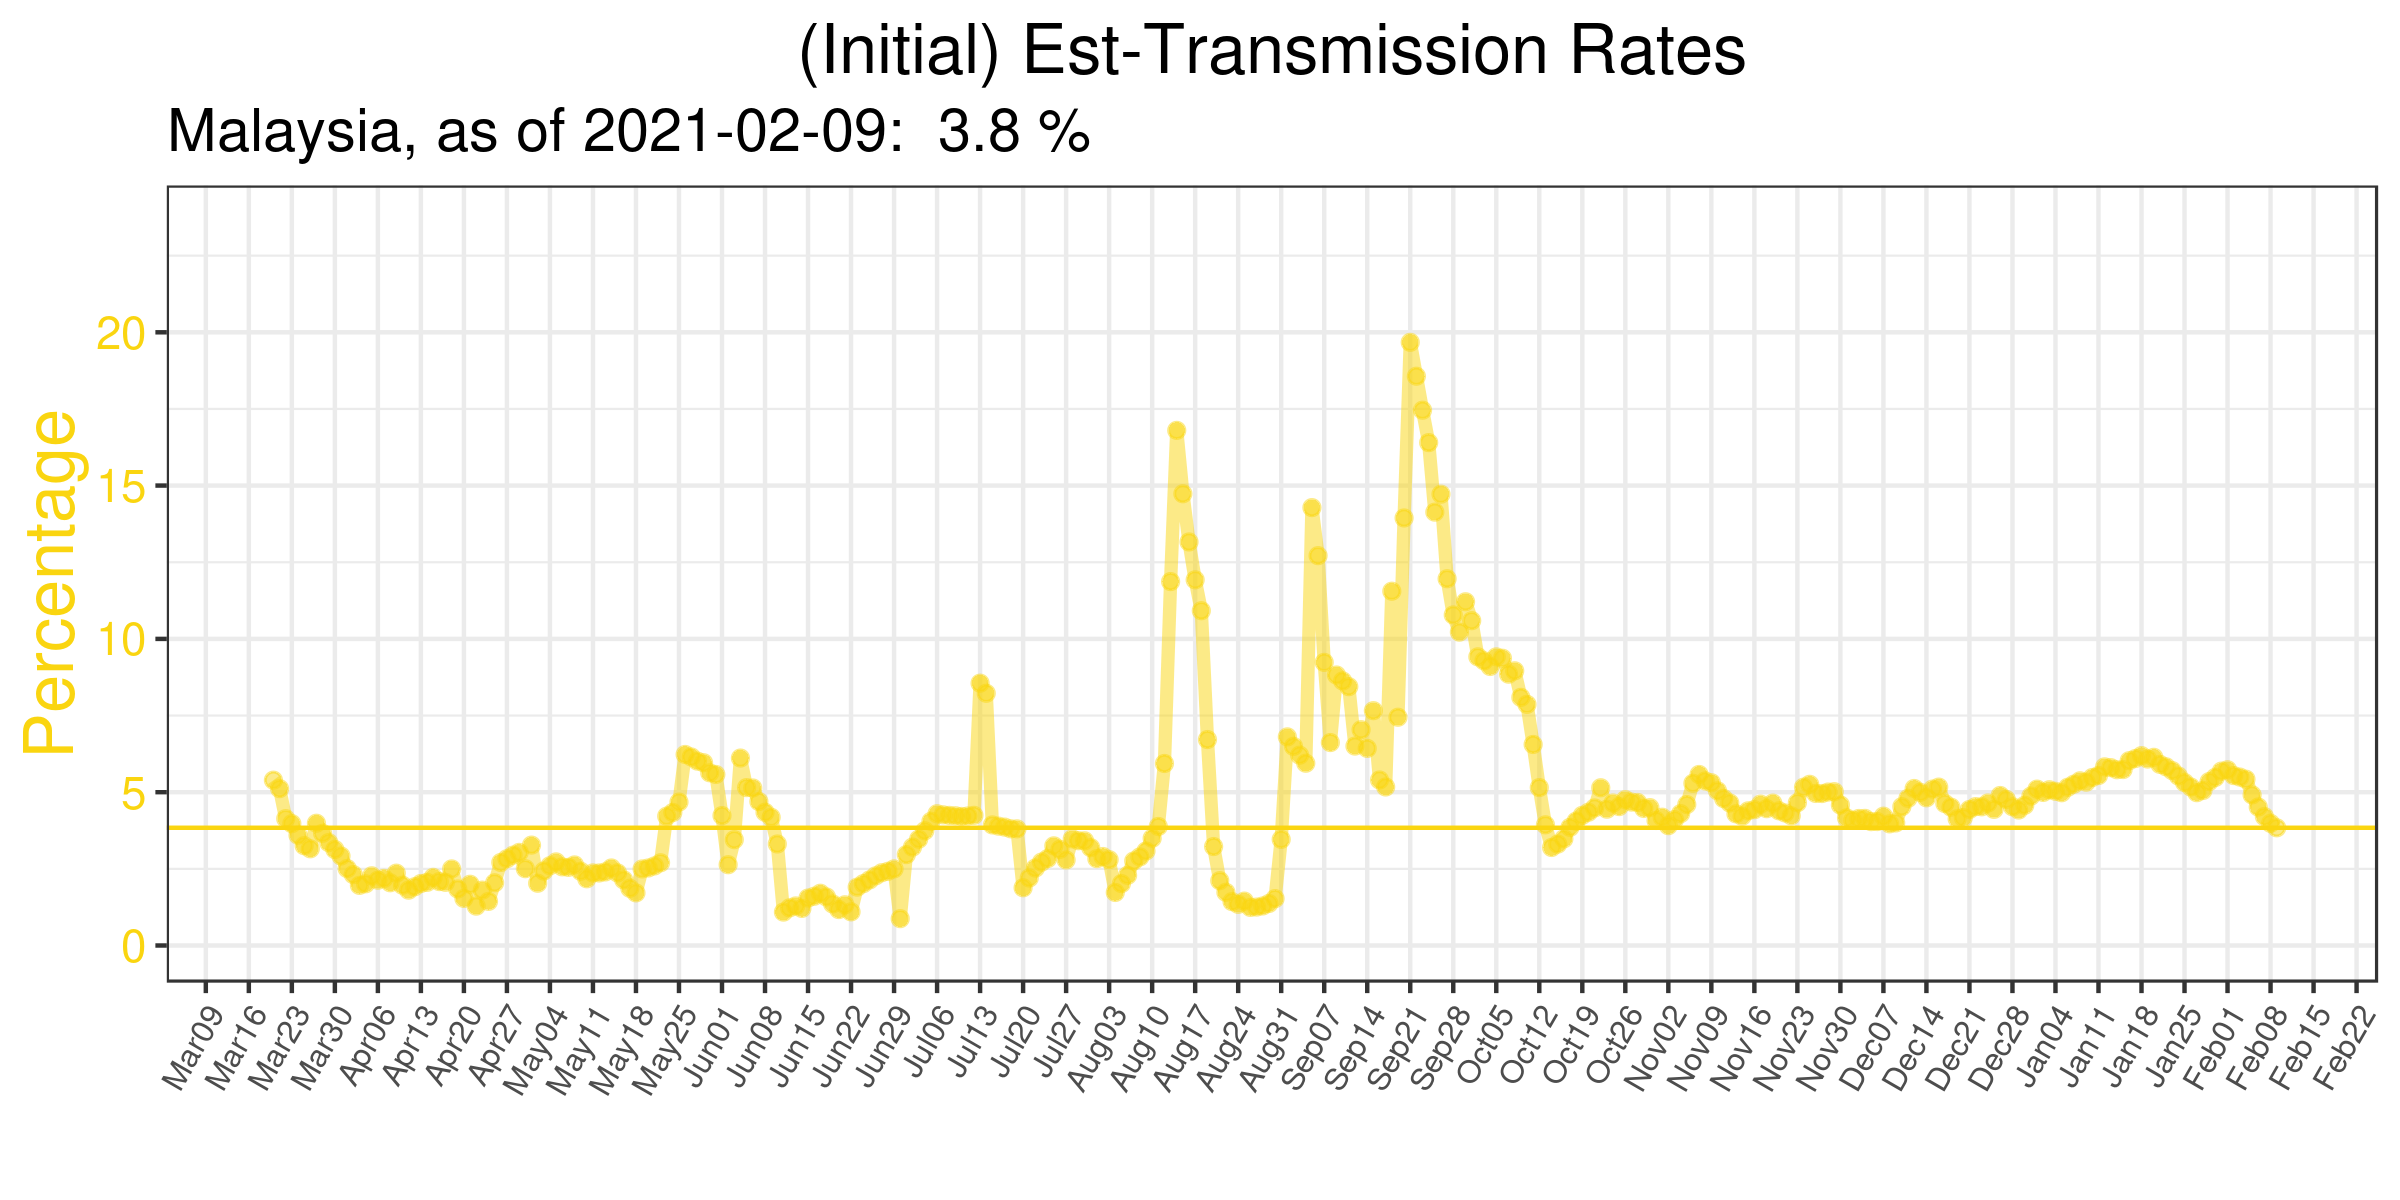 (Initial) Est-Transmission Rates
Malaysia, as of 2021-02-09:  3.8 %
Percentage
20
15
10
5
0
Mar09 Mar16 Mar23 Mar30 Apr06 Apr13 Apr20 Apr27 May04 May11 May18 May25 Jun01 Jun08 Jun15 Jun22 Jun29 Jul06 Jul13 Jul20 Jul27 Aug03 Aug10 Aug17 Aug24 Aug31 Sep07 Sep14 Sep21 Sep28 Oct05 Oct12 Oct19 Oct26 Nov02 Nov09 Nov16 Nov23 Nov30 Dec07 Dec14 Dec21 Dec28 Jan04 Jan11 Jan18 Jan25 Feb01 Feb08 Feb15 Feb22